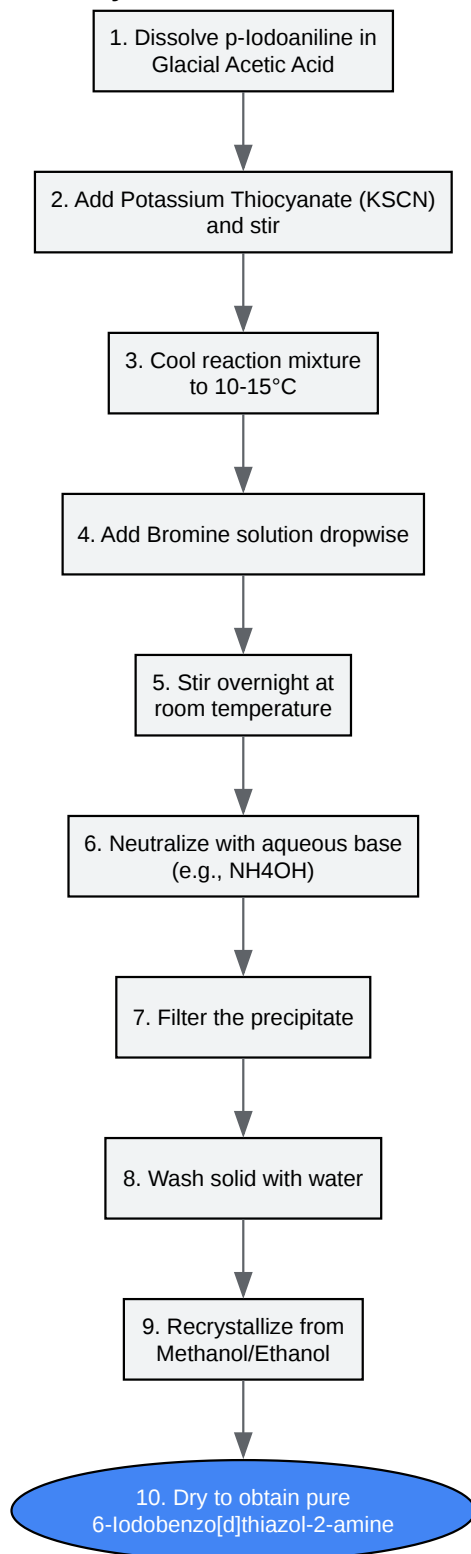 1. Dissolve p-Iodoaniline in
Glacial Acetic Acid
2. Add Potassium Thiocyanate (KSCN)
and stir
3. Cool reaction mixture
to 10-15°C
4. Add Bromine solution dropwise
5. Stir overnight at
room temperature
6. Neutralize with aqueous base
(e.g., NH4OH)
7. Filter the precipitate
8. Wash solid with water
9. Recrystallize from
Methanol/Ethanol
10. Dry to obtain pure
6-Iodobenzo[d]thiazol-2-amine